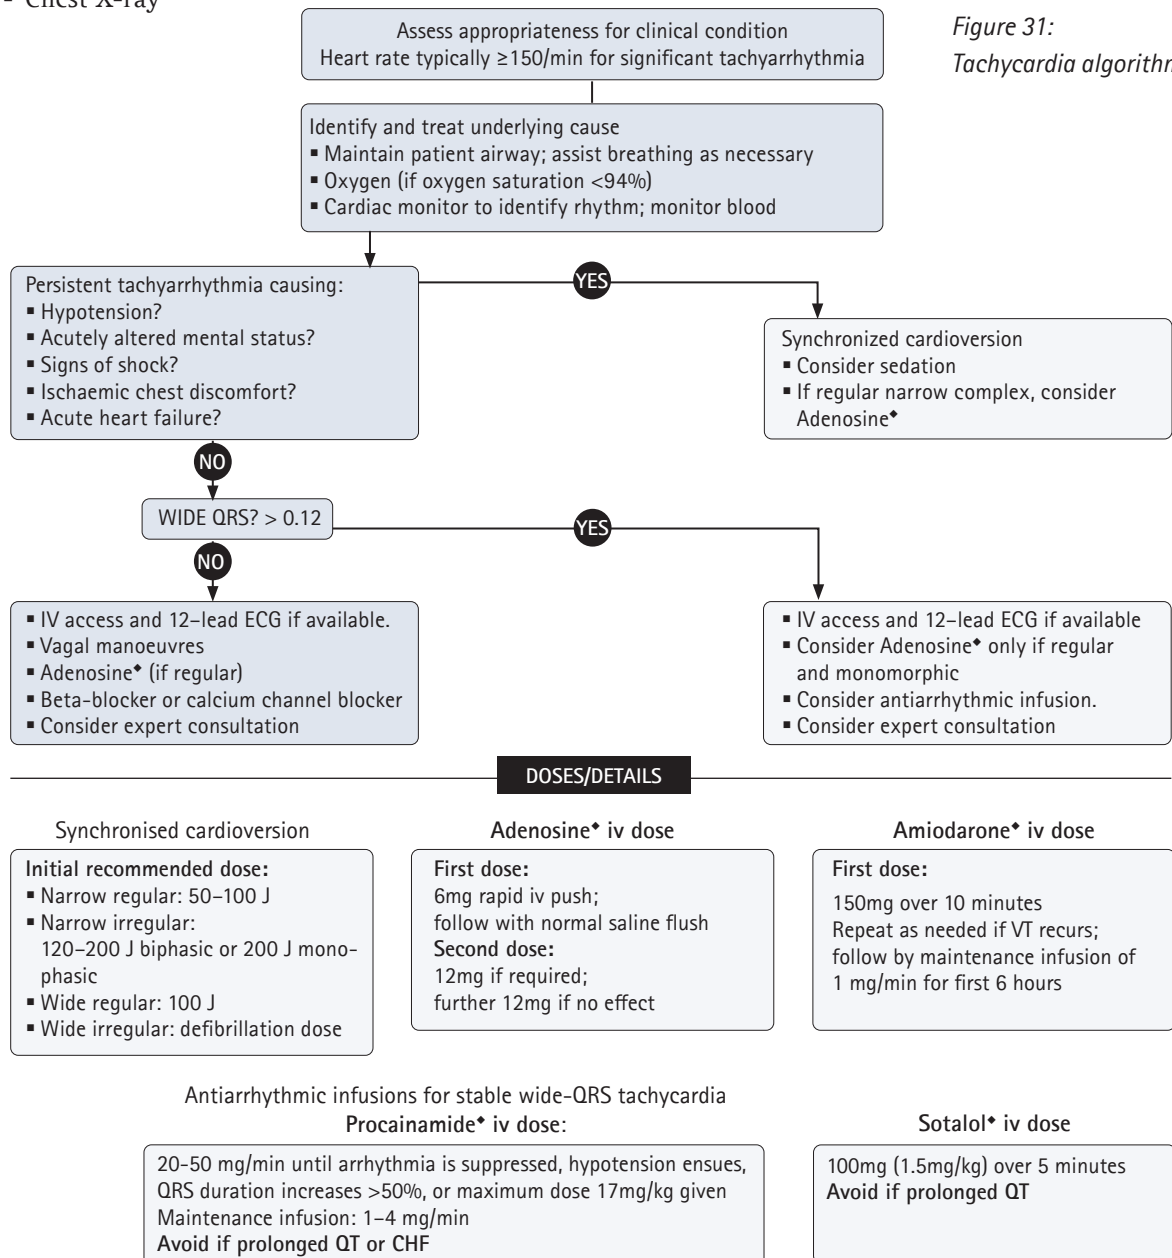 - Chest X-ray
Figure 31:
Assess appropriateness for clinical condition
Heart rate typically ≥150/min for significant tachyarrhythmia
Identify and treat underlying cause
▪ Maintain patient airway; assist breathing as necessary
▪ Oxygen (if oxygen saturation <94%)
▪ Cardiac monitor to identify rhythm; monitor blood
Persistent tachyarrhythmia causing:
▪ Hypotension?
▪ Acutely altered mental status?
▪ Signs of shock?
▪ Ischaemic chest discomfort?
▪ Acute heart failure?
YES
Synchronized cardioversion
▪ Consider sedation
▪ If regular narrow complex, consider
Adenosine◆
NO
WIDE QRS? > 0.12
YES
NO
▪ IV access and 12–lead ECG if available.
▪ Vagal manoeuvres
▪ Adenosine◆ (if regular)
▪ Beta-blocker or calcium channel blocker
▪ Consider expert consultation
▪ IV access and 12–lead ECG if available
▪ Consider Adenosine◆ only if regular
and monomorphic
▪ Consider antiarrhythmic infusion.
▪ Consider expert consultation
Tachycardia
DOSES/DETAILS
Synchronised cardioversion
Initial recommended dose:
▪ Narrow regular: 50–100 J
▪ Narrow irregular:
120–200 J biphasic or 200 J mono-
phasic
▪ Wide regular: 100 J
▪ Wide irregular: defibrillation dose
Adenosine◆ iv dose
First dose:
6mg rapid iv push;
follow with normal saline flush
Second dose:
12mg if required;
further 12mg if no effect
Amiodarone◆ iv dose
First dose:
150mg over 10 minutes
Repeat as needed if VT recurs;
follow by maintenance infusion of
1 mg/min for first 6 hours
Antiarrhythmic infusions for stable wide-QRS tachycardia
Procainamide◆ iv dose:
20-50 mg/min until arrhythmia is suppressed, hypotension ensues,
QRS duration increases >50%, or maximum dose 17mg/kg given
Maintenance infusion: 1–4 mg/min
Avoid if prolonged QT or CHF
Sotalol◆ iv dose
100mg (1.5mg/kg) over 5 minutes
Avoid if prolonged QT